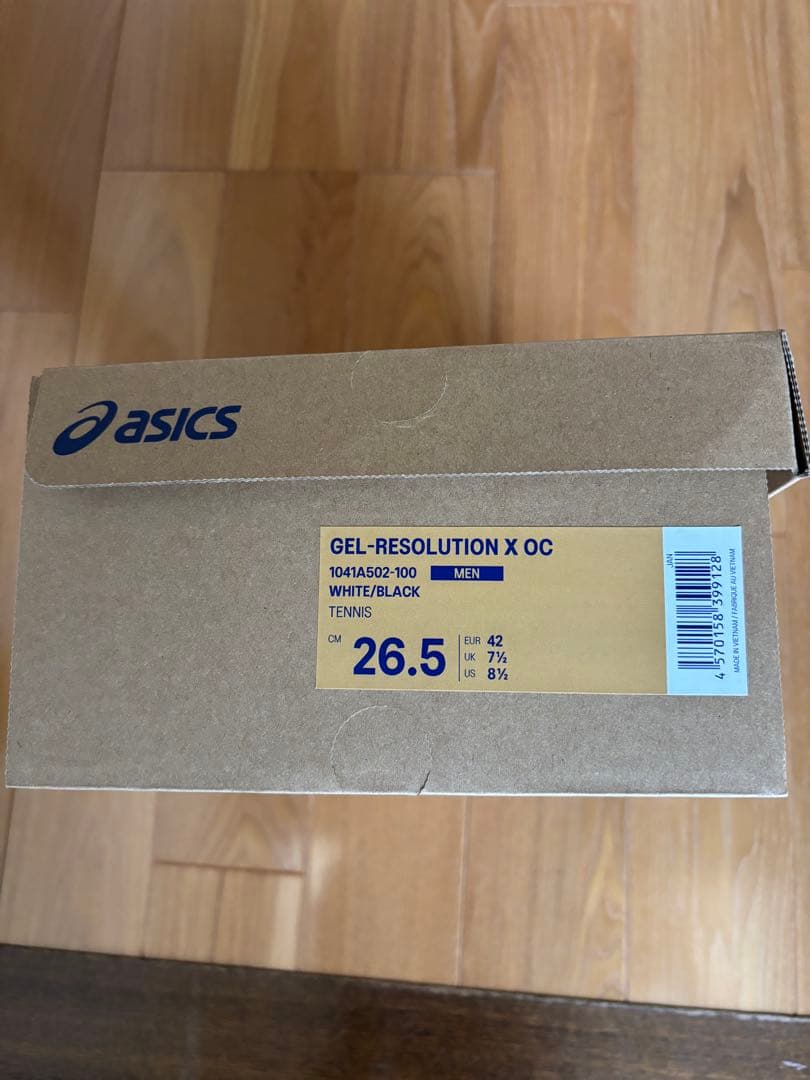 asics
GEL-RESOLUTION X OC
1041A502-100 MEN
WHITE/BLACK
TENNIS
CM 26.5
EUR 42
UK 7½
US 8½
JAN
4 570158 399128
MADE IN VIETNAM / FABRIQUE AU VIETNAM